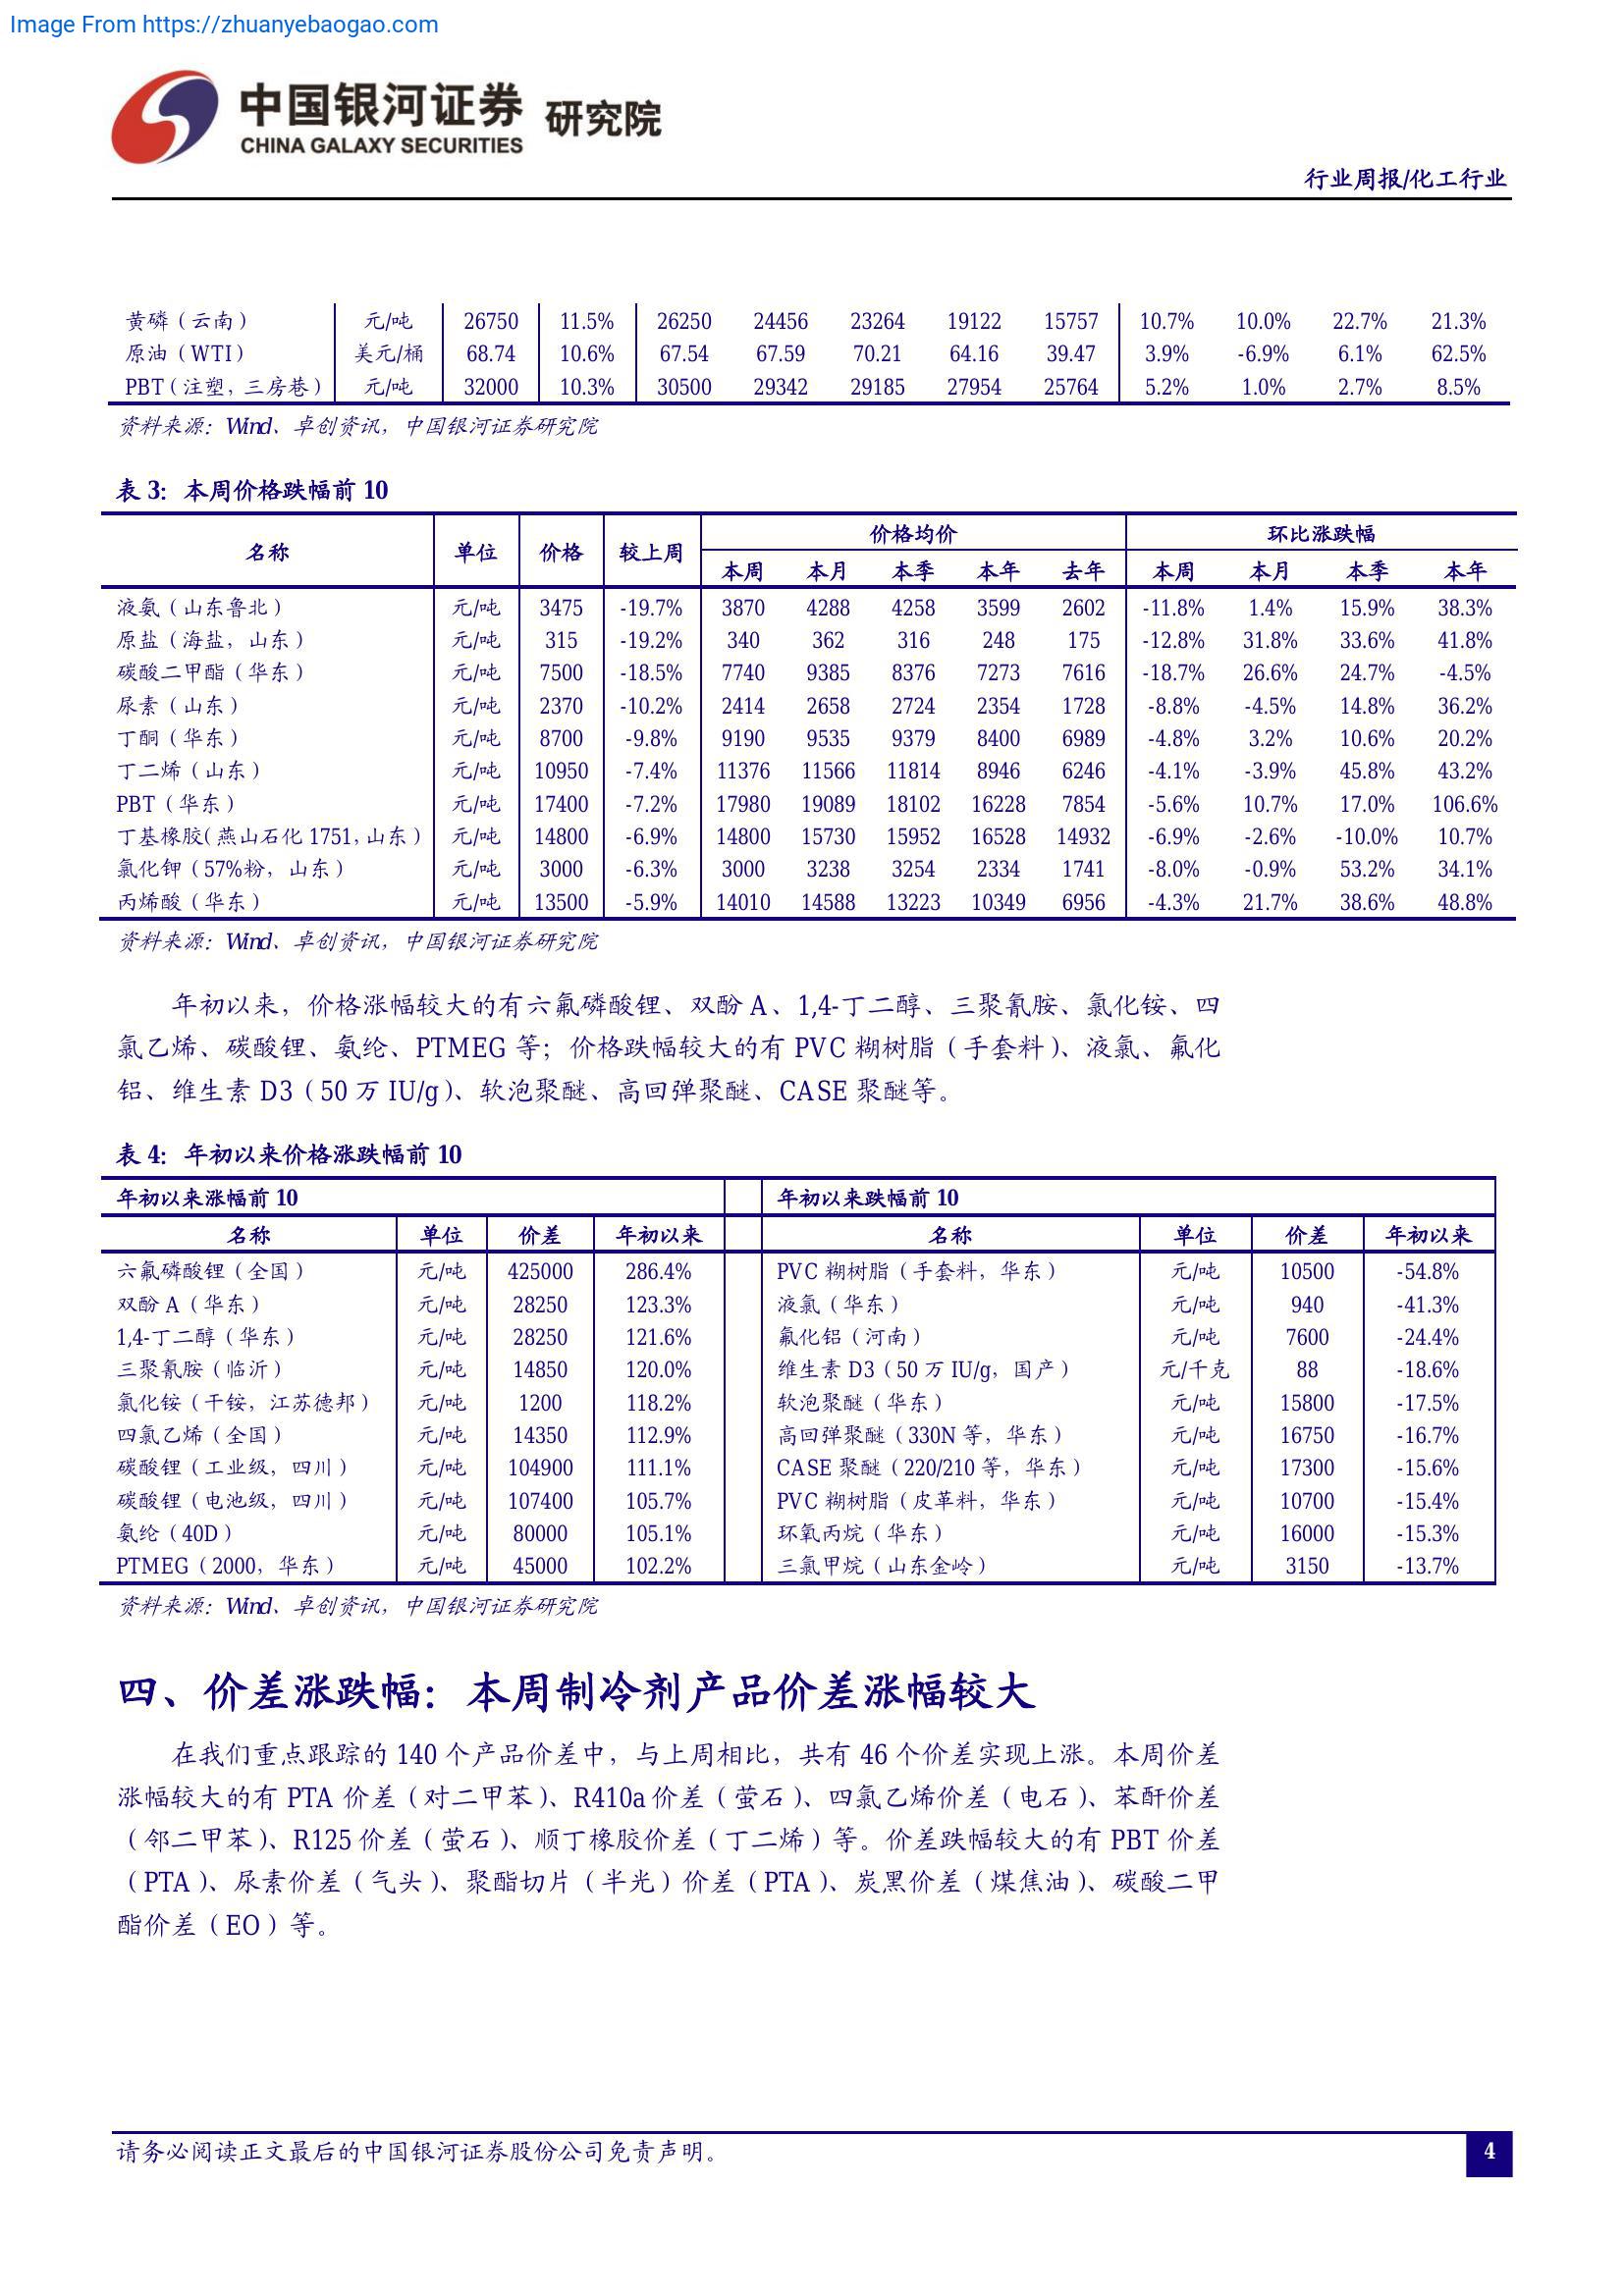 Image From https://zhuanyebaogao.com
中国银河证券 研究院
CHINA GALAXY SECURITIES
行业周报/化工行业
黄磷（云南） 元/吨 26750 11.5% 26250 24456 23264 19122 15757 10.7% 10.0% 22.7% 21.3%
原油（WTI） 美元/桶 68.74 10.6% 67.54 67.59 70.21 64.16 39.47 3.9% -6.9% 6.1% 62.5%
PBT（注塑，三房巷） 元/吨 32000 10.3% 30500 29342 29185 27954 25764 5.2% 1.0% 2.7% 8.5%
资料来源：Wind、卓创资讯，中国银河证券研究院
表 3：本周价格跌幅前 10
名称 单位 价格 较上周 价格均价 环比涨跌幅
本周 本月 本季 本年 去年 本周 本月 本季 本年
液氨（山东鲁北） 元/吨 3475 -19.7% 3870 4288 4258 3599 2602 -11.8% 1.4% 15.9% 38.3%
原盐（海盐，山东） 元/吨 315 -19.2% 340 362 316 248 175 -12.8% 31.8% 33.6% 41.8%
碳酸二甲酯（华东） 元/吨 7500 -18.5% 7740 9385 8376 7273 7616 -18.7% 26.6% 24.7% -4.5%
尿素（山东） 元/吨 2370 -10.2% 2414 2658 2724 2354 1728 -8.8% -4.5% 14.8% 36.2%
丁酮（华东） 元/吨 8700 -9.8% 9190 9535 9379 8400 6989 -4.8% 3.2% 10.6% 20.2%
丁二烯（山东） 元/吨 10950 -7.4% 11376 11566 11814 8946 6246 -4.1% -3.9% 45.8% 43.2%
PBT（华东） 元/吨 17400 -7.2% 17980 19089 18102 16228 7854 -5.6% 10.7% 17.0% 106.6%
丁基橡胶（燕山石化 1751，山东） 元/吨 14800 -6.9% 14800 15730 15952 16528 14932 -6.9% -2.6% -10.0% 10.7%
氯化钾（57%粉，山东） 元/吨 3000 -6.3% 3000 3238 3254 2334 1741 -8.0% -0.9% 53.2% 34.1%
丙烯酸（华东） 元/吨 13500 -5.9% 14010 14588 13223 10349 6956 -4.3% 21.7% 38.6% 48.8%
资料来源：Wind、卓创资讯，中国银河证券研究院
年初以来，价格涨幅较大的有六氟磷酸锂、双酚 A、1,4-丁二醇、三聚氰胺、氯化铵、四
氯乙烯、碳酸锂、氨纶、PTMEG 等；价格跌幅较大的有 PVC 糊树脂（手套料）、液氯、氟化
铝、维生素 D3（50 万 IU/g）、软泡聚醚、高回弹聚醚、CASE 聚醚等。
表 4：年初以来价格涨跌幅前 10
年初以来涨幅前 10 年初以来跌幅前 10
名称 单位 价差 年初以来 名称 单位 价差 年初以来
六氟磷酸锂（全国） 元/吨 425000 286.4% PVC 糊树脂（手套料，华东） 元/吨 10500 -54.8%
双酚 A（华东） 元/吨 28250 123.3% 液氯（华东） 元/吨 940 -41.3%
1,4-丁二醇（华东） 元/吨 28250 121.6% 氟化铝（河南） 元/吨 7600 -24.4%
三聚氰胺（临沂） 元/吨 14850 120.0% 维生素 D3（50 万 IU/g，国产） 元/千克 88 -18.6%
氯化铵（干铵，江苏德邦） 元/吨 1200 118.2% 软泡聚醚（华东） 元/吨 15800 -17.5%
四氯乙烯（全国） 元/吨 14350 112.9% 高回弹聚醚（330N 等，华东） 元/吨 16750 -16.7%
碳酸锂（工业级，四川） 元/吨 104900 111.1% CASE 聚醚（220/210 等，华东） 元/吨 17300 -15.6%
碳酸锂（电池级，四川） 元/吨 107400 105.7% PVC 糊树脂（皮革料，华东） 元/吨 10700 -15.4%
氨纶（40D） 元/吨 80000 105.1% 环氧丙烷（华东） 元/吨 16000 -15.3%
PTMEG（2000，华东） 元/吨 45000 102.2% 三氯甲烷（山东金岭） 元/吨 3150 -13.7%
资料来源：Wind、卓创资讯，中国银河证券研究院
四、价差涨跌幅：本周制冷剂产品价差涨幅较大
在我们重点跟踪的 140 个产品价差中，与上周相比，共有 46 个价差实现上涨。本周价差
涨幅较大的有 PTA 价差（对二甲苯）、R410a 价差（萤石）、四氯乙烯价差（电石）、苯酐价差
（邻二甲苯）、R125 价差（萤石）、顺丁橡胶价差（丁二烯）等。价差跌幅较大的有 PBT 价差
（PTA）、尿素价差（气头）、聚酯切片（半光）价差（PTA）、炭黑价差（煤焦油）、碳酸二甲
酯价差（EO）等。
请务必阅读正文最后的中国银河证券股份公司免责声明。
4